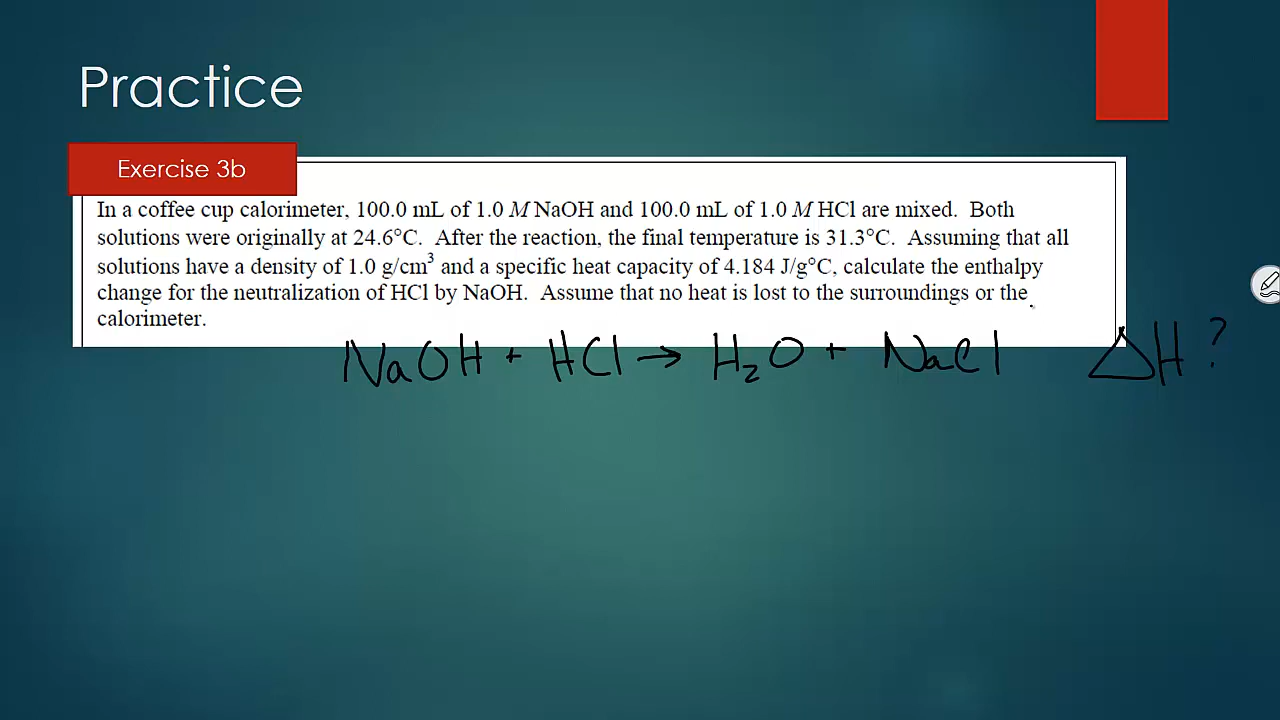 Practice
Exercise 3b
In a coffee cup calorimeter, 100.0 mL of 1.0 M NaOH and 100.0 mL of 1.0 M HCl are mixed.  Both
solutions were originally at 24.6°C.  After the reaction, the final temperature is 31.3°C.  Assuming that all
solutions have a density of 1.0 g/cm³ and a specific heat capacity of 4.184 J/g°C, calculate the enthalpy
change for the neutralization of HCl by NaOH.  Assume that no heat is lost to the surroundings or the
calorimeter.
NaOH + HCl → H₂O + NaCl ΔH?